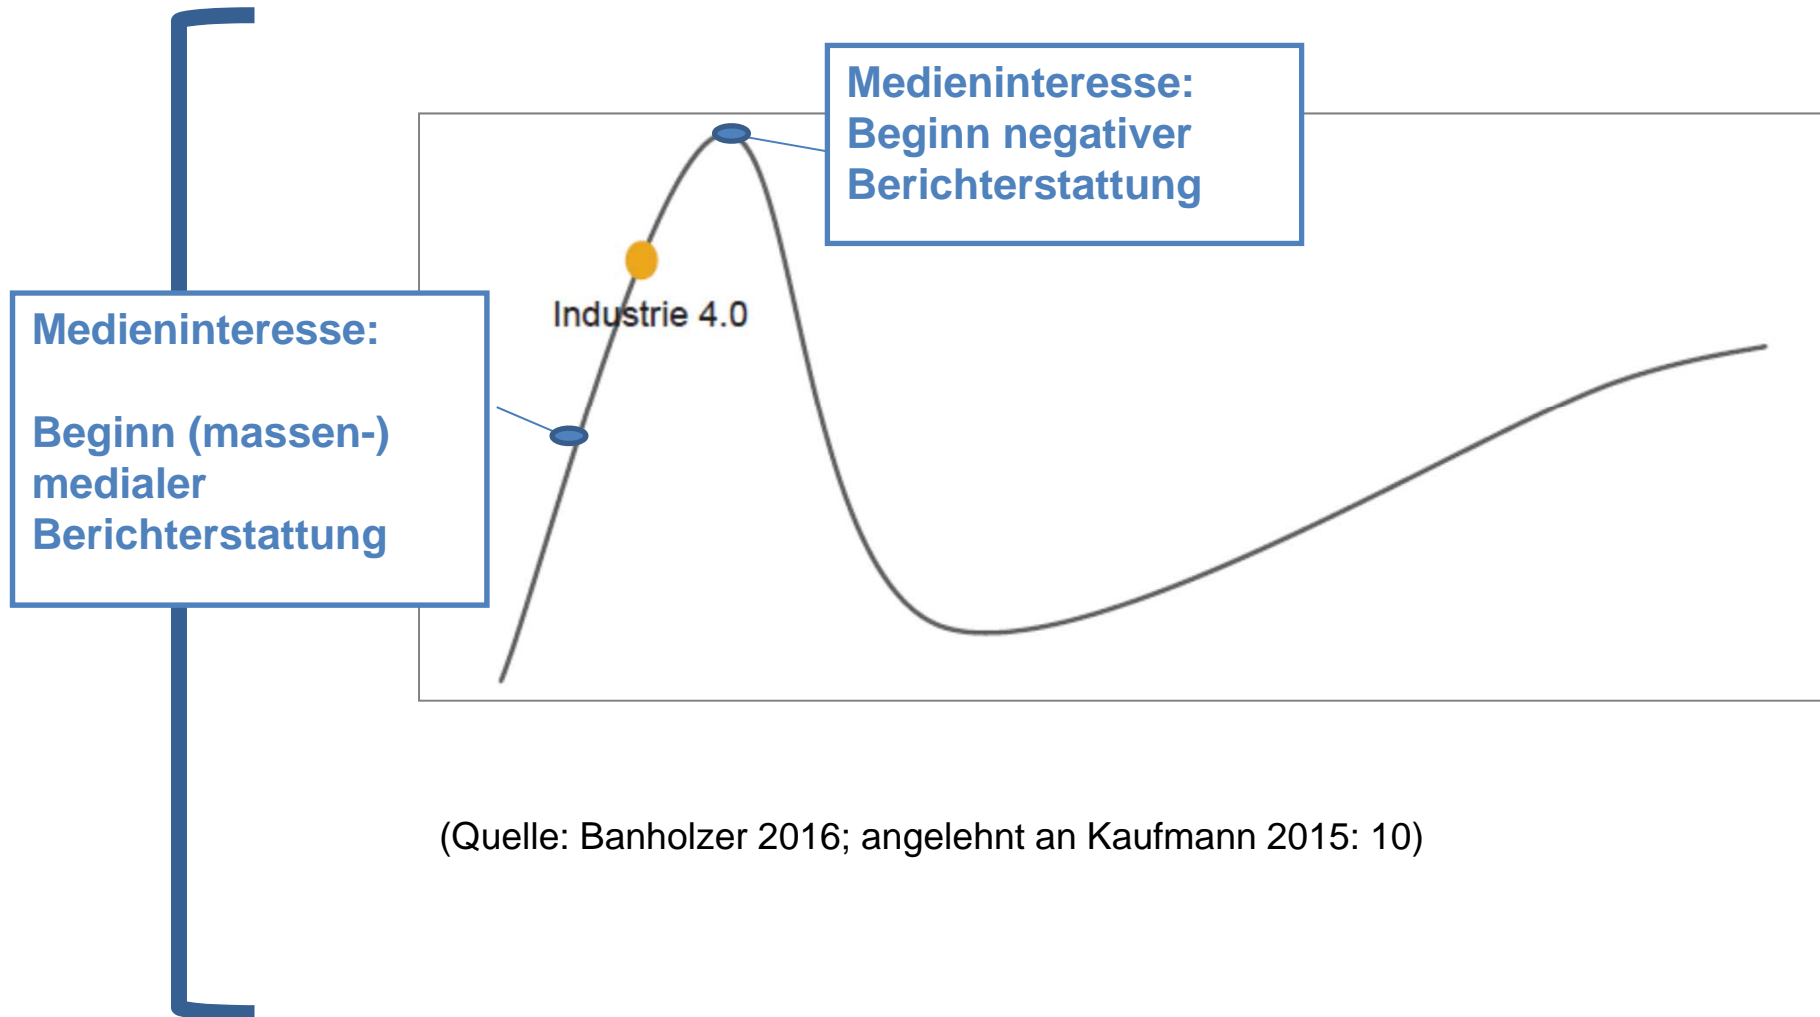 Medieninteresse:
Beginn negativer
Berichterstattung
Industrie 4.0
Medieninteresse:
Beginn (massen-)
medialer
Berichterstattung
(Quelle: Banholzer 2016; angelehnt an Kaufmann 2015: 10)